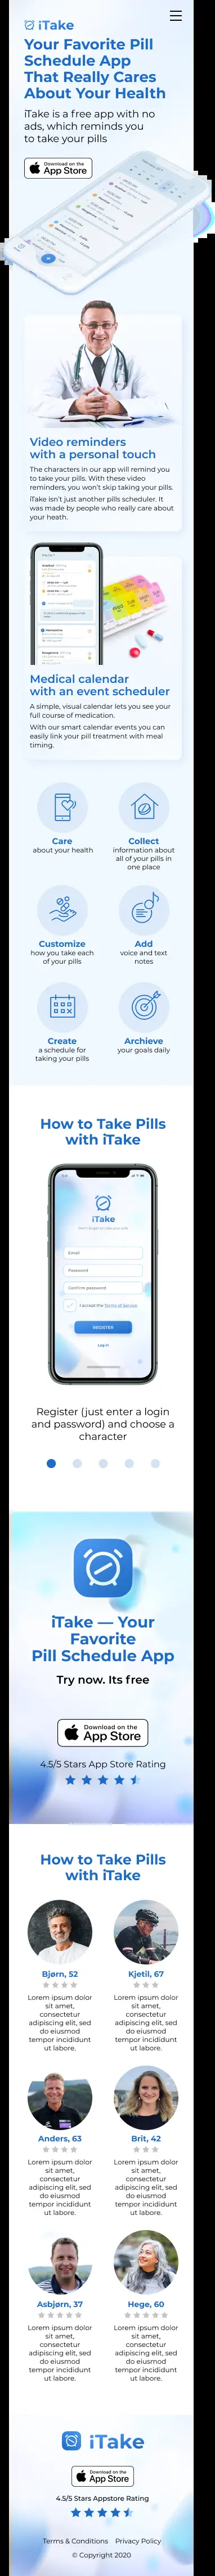 iTake
Your Favorite Pill
Schedule App
That Really Cares
About Your Health
iTake is a free app with no
ads, which reminds you
to take your pills
Download on the
App Store
Video reminders
with a personal touch
The characters in our app will remind you
to take your pills. With these video
reminders, you won't skip taking your pills.
iTake isn't just another pills scheduler. It
was made by people who really care about
your heath.
Medical calendar
with an event scheduler
A simple, visual calendar lets you see your
full course of medication.
With our smart calendar events you can
easily link your pill treatment with meal
timing.
Care
about your health
Collect
information about
all of your pills in
one place
Customize
how you take each
of your pills
Add
voice and text
notes
Create
a schedule for
taking your pills
Archieve
your goals daily
How to Take Pills
with iTake
iTake
Don't forget to take your pills
Email
Password
Confirm password
I accept the Terms of Service
REGISTER
Log in
Register (just enter a login
and password) and choose a
character
iTake — Your
Favorite
Pill Schedule App
Try now. Its free
Download on the
App Store
4.5/5 Stars App Store Rating
How to Take Pills
with iTake
Bjørn, 52
Lorem ipsum dolor
sit amet,
consectetur
adipiscing elit, sed
do eiusmod
tempor incididunt
ut labore.
Kjetil, 67
Lorem ipsum dolor
sit amet,
consectetur
adipiscing elit, sed
do eiusmod
tempor incididunt
ut labore.
Anders, 63
Lorem ipsum dolor
sit amet,
consectetur
adipiscing elit, sed
do eiusmod
tempor incididunt
ut labore.
Brit, 42
Lorem ipsum dolor
sit amet,
consectetur
adipiscing elit, sed
do eiusmod
tempor incididunt
ut labore.
Asbjørn, 37
Lorem ipsum dolor
sit amet,
consectetur
adipiscing elit, sed
do eiusmod
tempor incididunt
ut labore.
Hege, 60
Lorem ipsum dolor
sit amet,
consectetur
adipiscing elit, sed
do eiusmod
tempor incididunt
ut labore.
iTake
Download on the
App Store
4.5/5 Stars Appstore Rating
Terms & Conditions Privacy Policy
© Copyright 2020